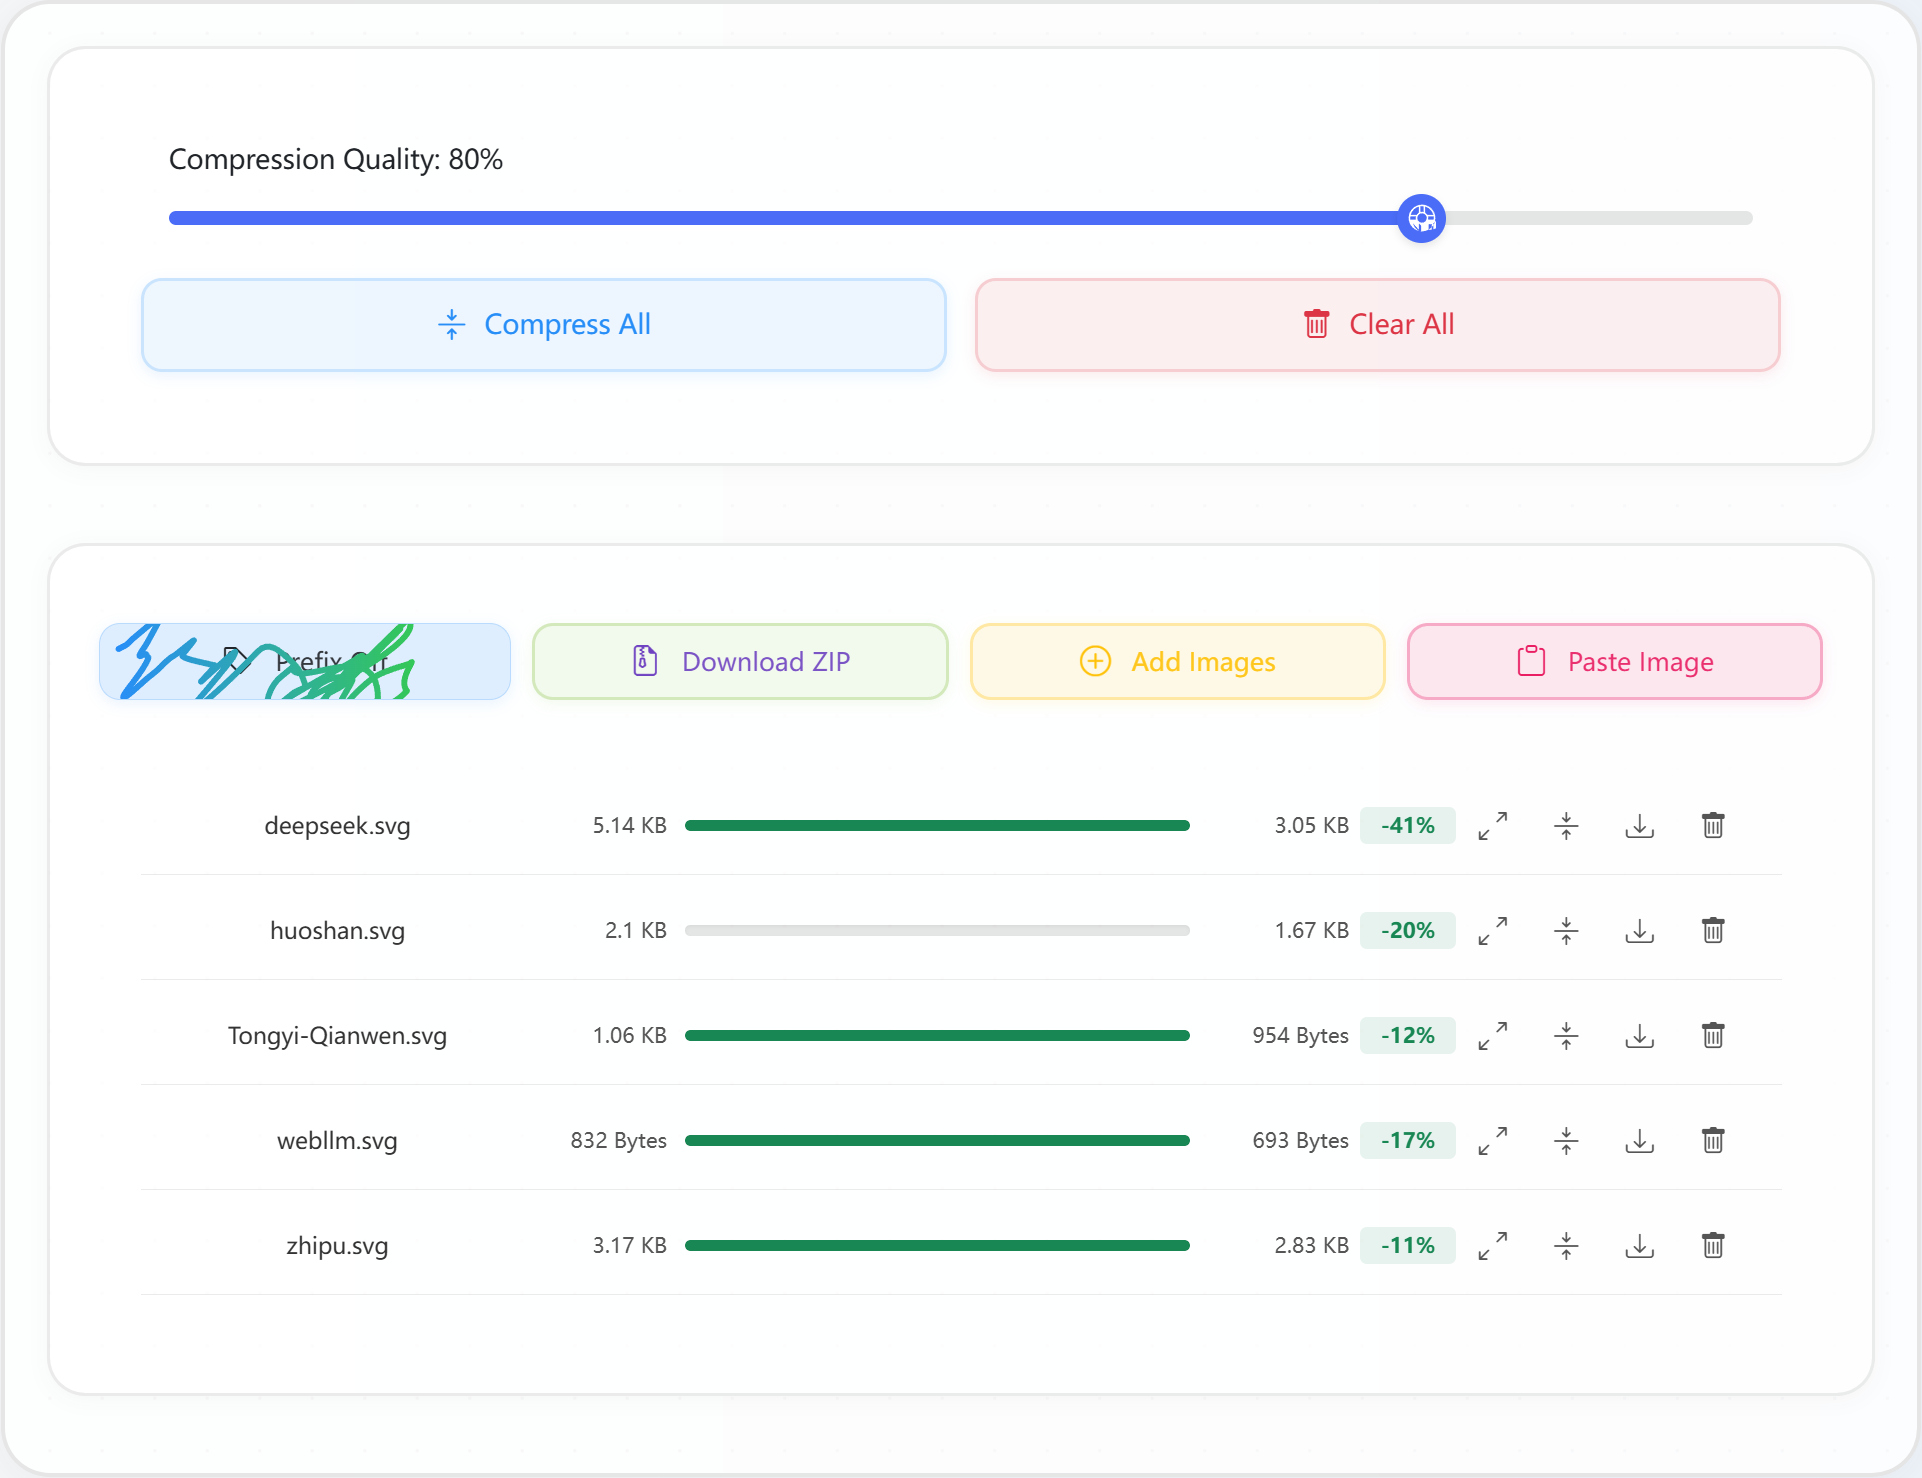 Compression Quality: 80%
Compress All
Clear All
Prefix Off
Download ZIP
Add Images
Paste Image
deepseek.svg 5.14 KB 3.05 KB -41%
huoshan.svg 2.1 KB 1.67 KB -20%
Tongyi-Qianwen.svg 1.06 KB 954 Bytes -12%
webllm.svg 832 Bytes 693 Bytes -17%
zhipu.svg 3.17 KB 2.83 KB -11%